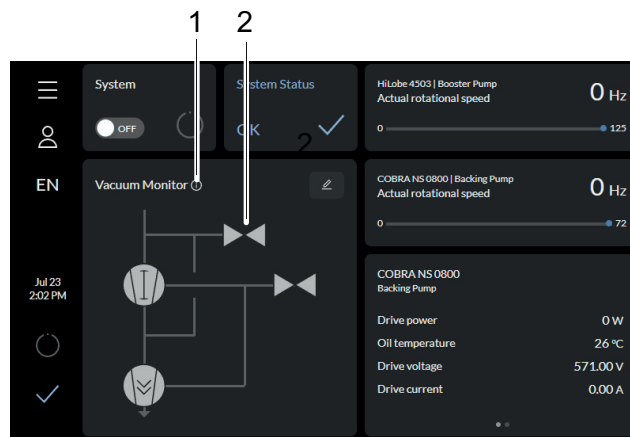 1 2
System
OFF
System Status
OK
2
HiLobe 4503 | Booster Pump
Actual rotational speed
0 Hz
0 125
EN
Vacuum Monitor
COBRA NS 0800 | Backing Pump
Actual rotational speed
0 Hz
0 72
Jul 23
2:02 PM
COBRA NS 0800
Backing Pump
Drive power 0 W
Oil temperature 26 °C
Drive voltage 571.00 V
Drive current 0.00 A